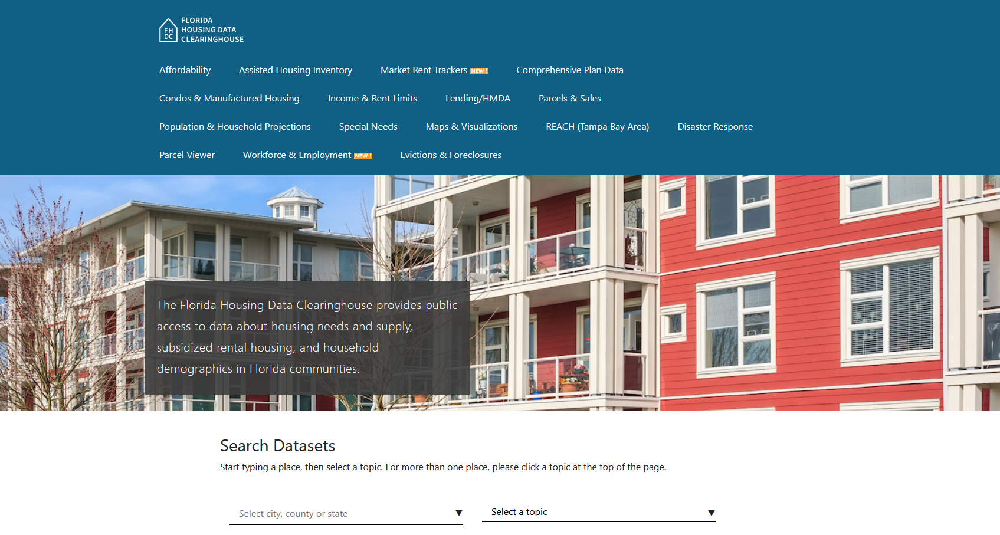 FLORIDA
HOUSING DATA
CLEARINGHOUSE
FH
DC
Affordability Assisted Housing Inventory Market Rent Trackers NEW ! Comprehensive Plan Data
Condos & Manufactured Housing Income & Rent Limits Lending/HMDA Parcels & Sales
Population & Household Projections Special Needs Maps & Visualizations REACH (Tampa Bay Area) Disaster Response
Parcel Viewer Workforce & Employment NEW ! Evictions & Foreclosures
The Florida Housing Data Clearinghouse provides public
access to data about housing needs and supply,
subsidized rental housing, and household
demographics in Florida communities.
Search Datasets
Start typing a place, then select a topic. For more than one place, please click a topic at the top of the page.
Select city, county or state Select a topic